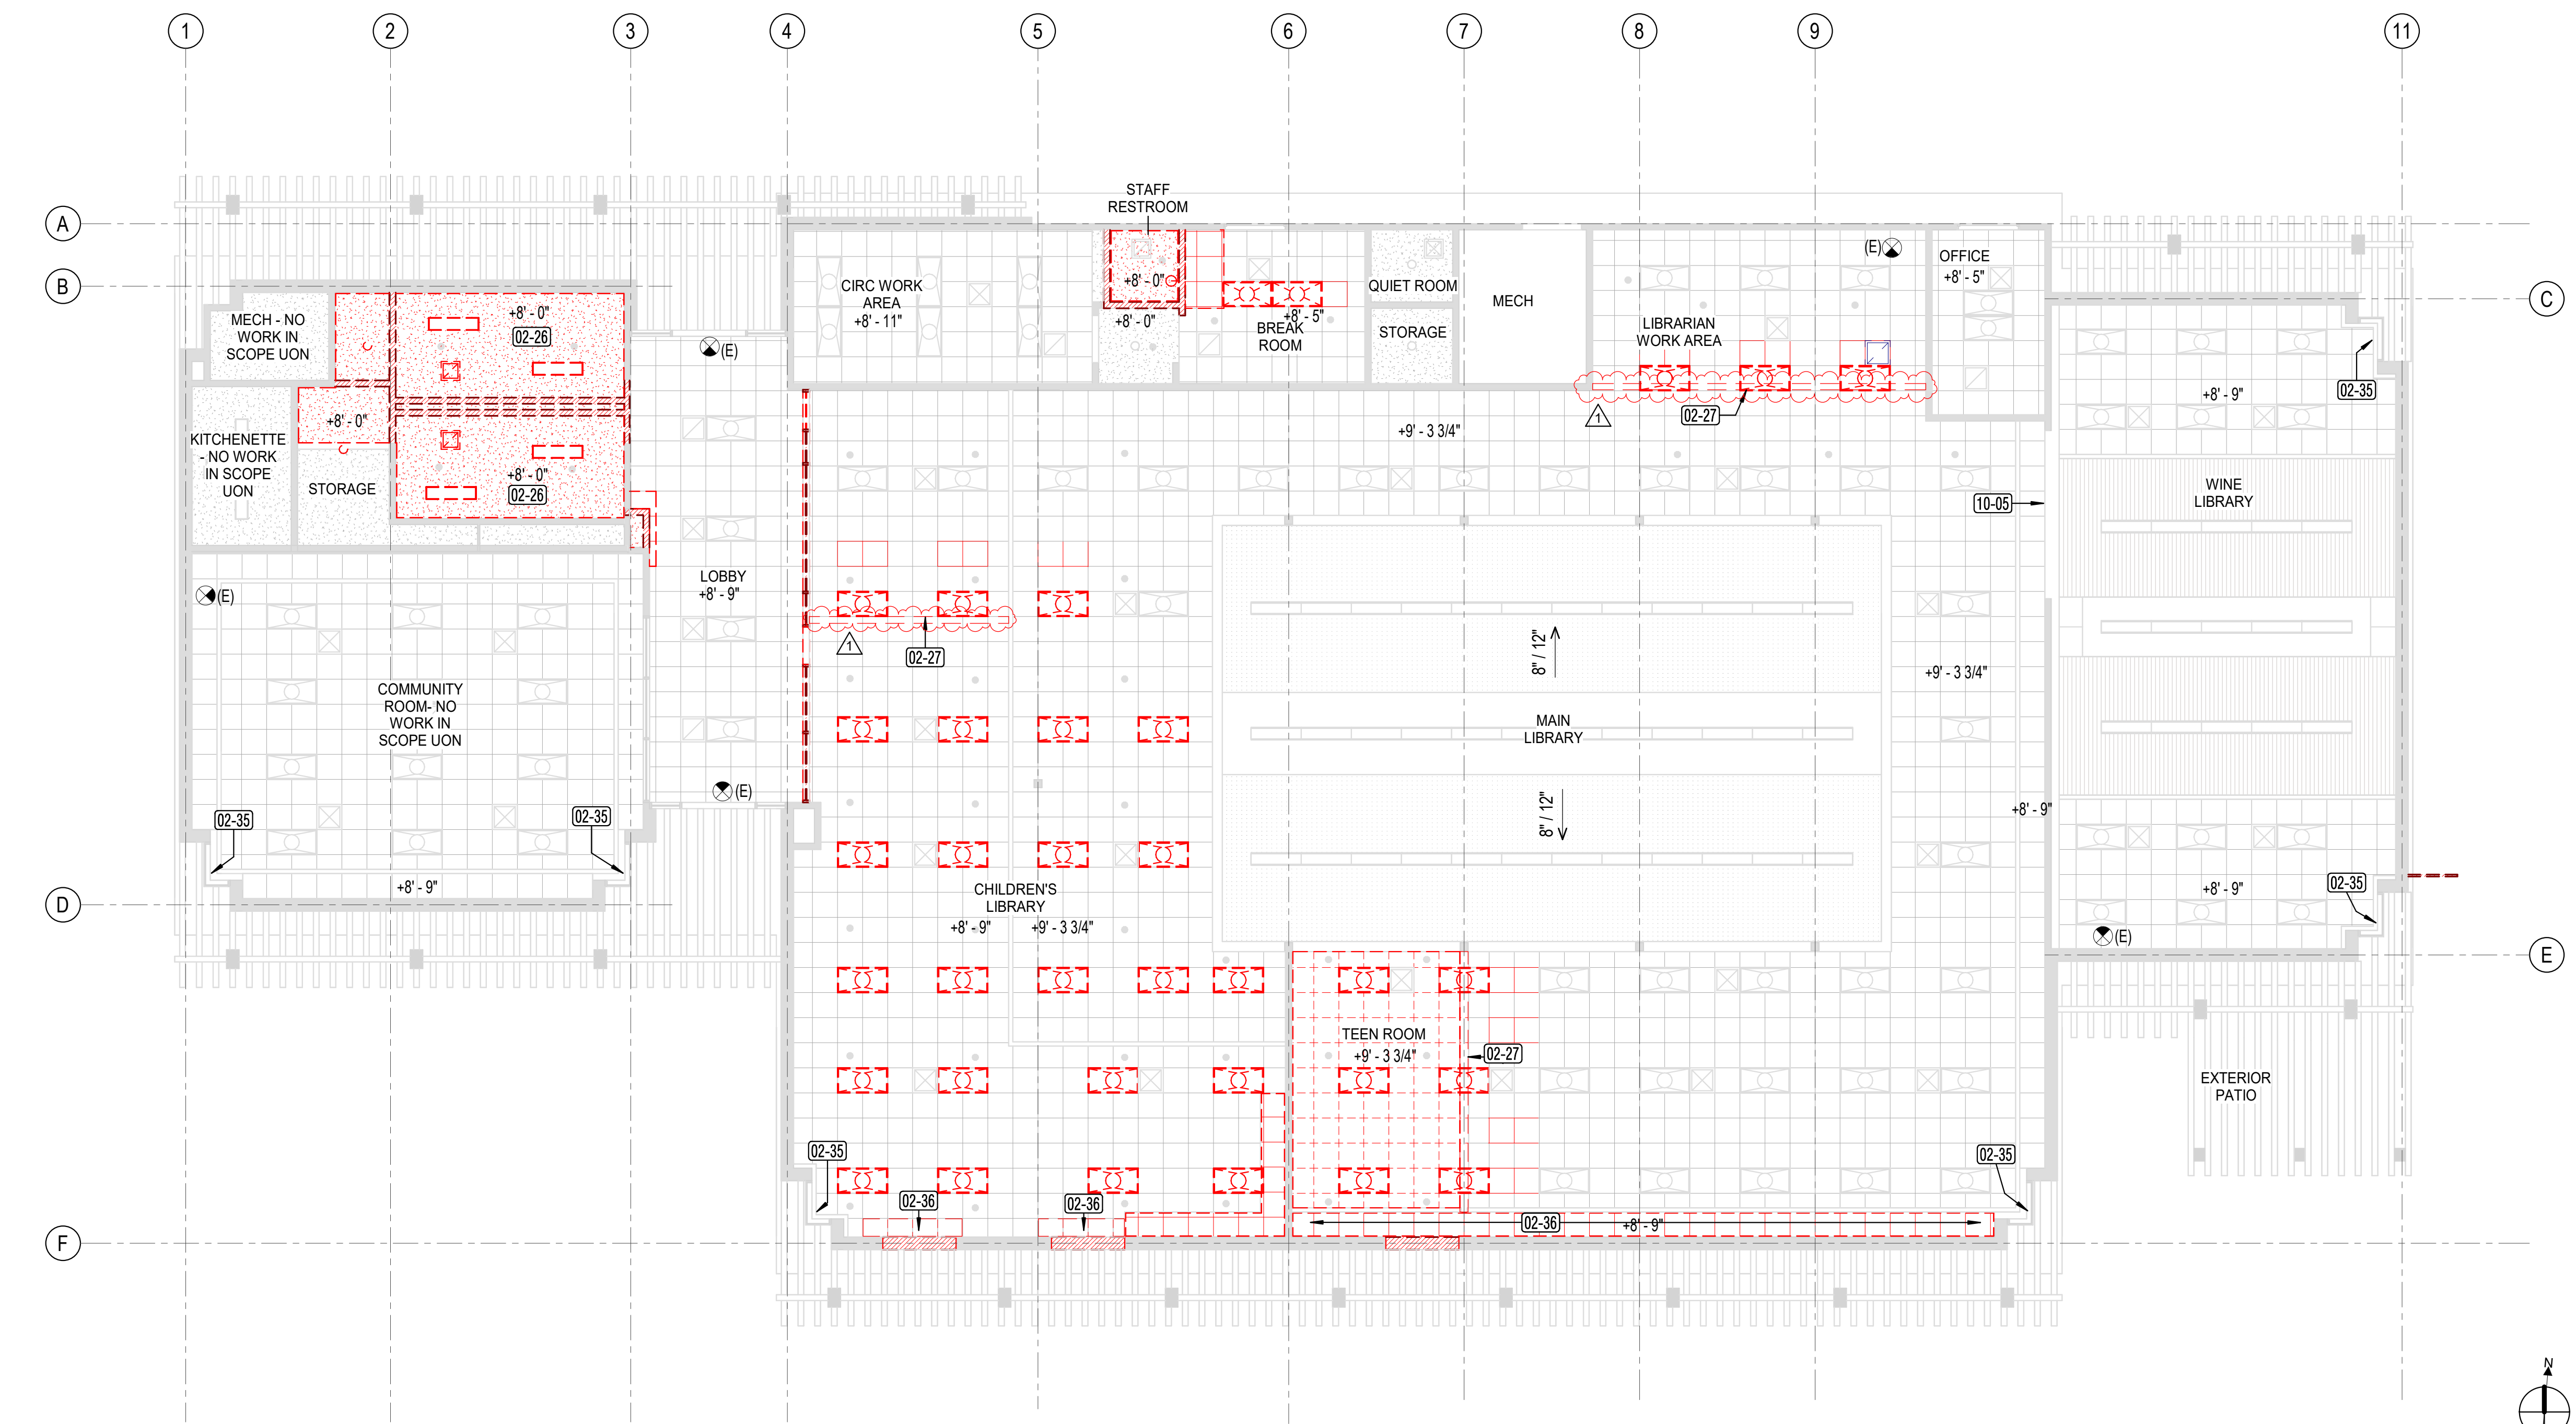 1
2
3
4
5
6
7
8
9
11
A
B
C
D
E
F
STAFF
RESTROOM
+8' - 0"
+8' - 0"
CIRC WORK
AREA
+8' - 11"
+8' - 5"
BREAK
ROOM
QUIET ROOM
STORAGE
MECH
(E)
LIBRARIAN
WORK AREA
OFFICE
+8' - 5"
MECH - NO
WORK IN
SCOPE UON
+8' - 0"
02-26
(E)
+8' - 0"
KITCHENETTE
- NO WORK
IN SCOPE
UON
STORAGE
+8' - 0"
02-26
1
02-27
+9' - 3 3/4"
02-35
+8' - 9"
WINE
LIBRARY
10-05
(E)
LOBBY
+8' - 9"
1
02-27
8" / 12"
+9' - 3 3/4"
COMMUNITY
ROOM- NO
WORK IN
SCOPE UON
MAIN
LIBRARY
(E)
8" / 12"
+8' - 9"
02-35
02-35
+8' - 9"
CHILDREN'S
LIBRARY
+8' - 9"
+9' - 3 3/4"
02-35
+8' - 9"
(E)
TEEN ROOM
+9' - 3 3/4"
02-27
EXTERIOR
PATIO
02-35
02-35
02-36
02-36
02-36
+8' - 9"
N